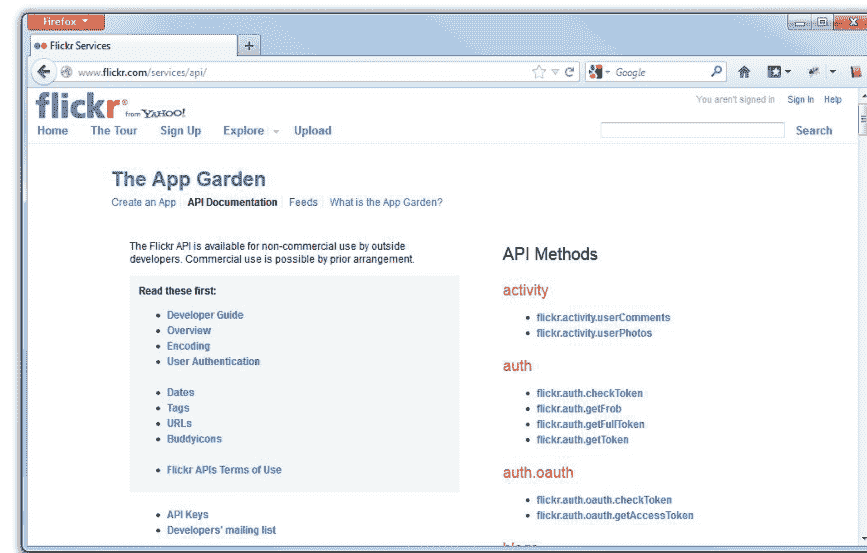 Firefox
Flickr Services
www.flickr.com/services/api/
Google
flickr from YAHOO!
You aren't signed in Sign In Help
Home The Tour Sign Up Explore Upload
Search
The App Garden
Create an App API Documentation Feeds What is the App Garden?
The Flickr API is available for non-commercial use by outside
developers. Commercial use is possible by prior arrangement.
Read these first:
Developer Guide
Overview
Encoding
User Authentication
Dates
Tags
URLs
Buddyicons
Flickr APIs Terms of Use
API Keys
Developers' mailing list
API Methods
activity
flickr.activity.userComments
flickr.activity.userPhotos
auth
flickr.auth.checkToken
flickr.auth.getFrob
flickr.auth.getFullToken
flickr.auth.getToken
auth.oauth
flickr.auth.oauth.checkToken
flickr.auth.oauth.getAccessToken